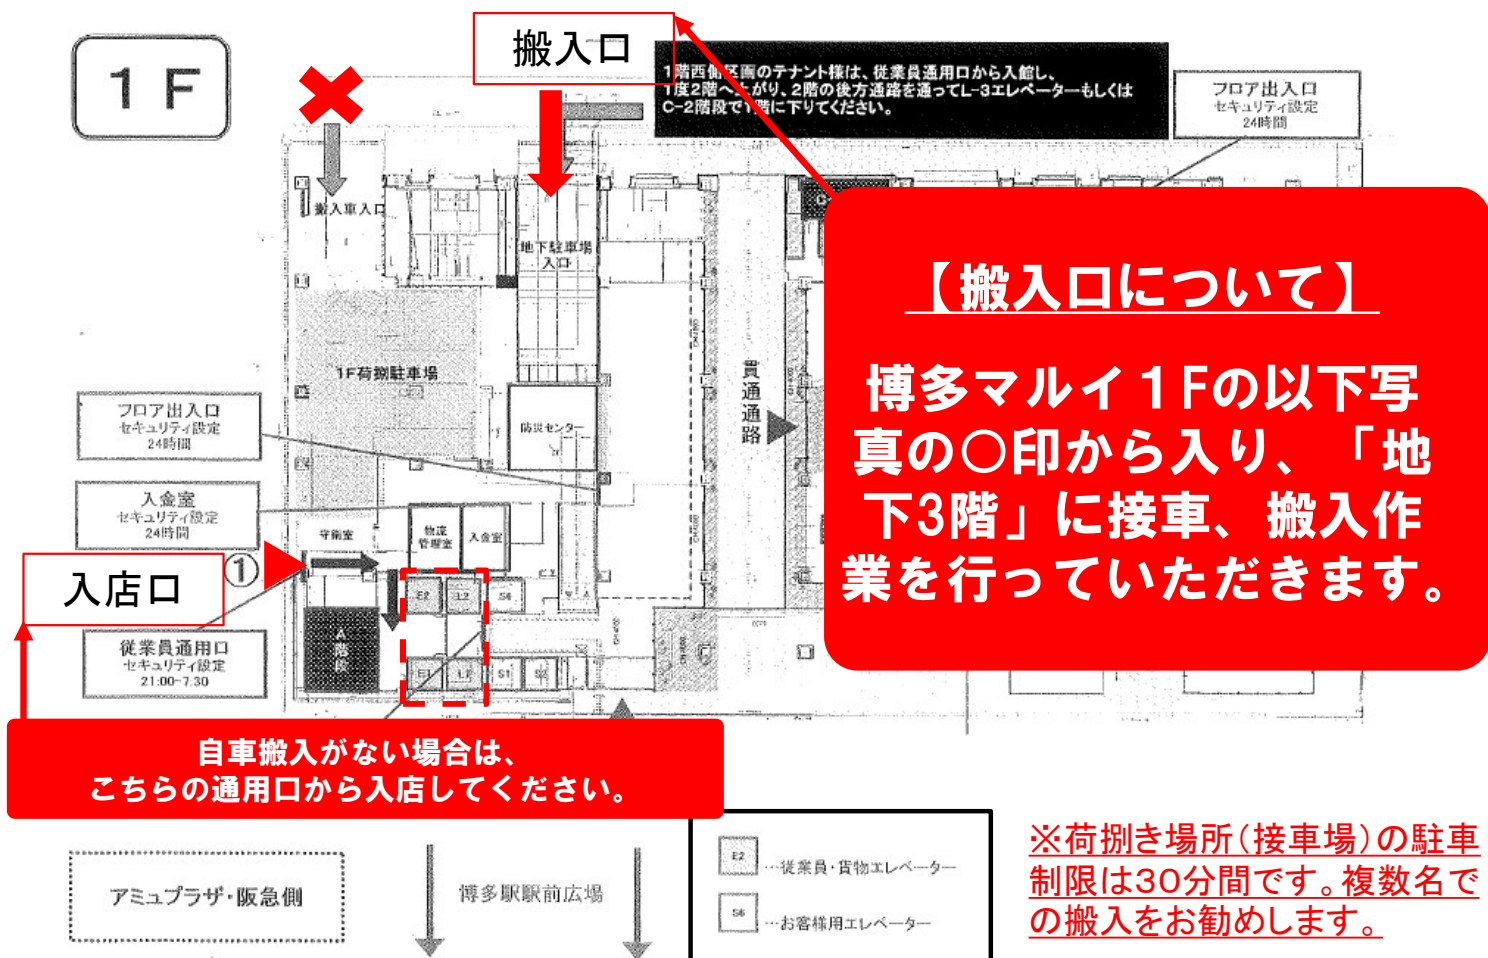 1F
搬入口
1階西側区画のテナント様は、従業員通用口から入館し、
1度2階へ上がり、2階の後方通路を通ってL-3エレベーターもしくは
C-2階段で1階に下りてください。
フロア出入口
セキュリティ設定
24時間
搬入車入口
地下駐車場
入口
【搬入口について】
博多マルイ1Fの以下写
真の〇印から入り、「地
下3階」に接車、搬入作
業を行っていただきます。
貫通通路
1F荷捌駐車場
防災センター
フロア出入口
セキュリティ設定
24時間
入金室
セキュリティ設定
24時間
守衛室
物流
管理室
入金室
①
入店口
E2
L2
S6
A階段
E1
L1
S1
S2
従業員通用口
セキュリティ設定
21:00-7:30
自車搬入がない場合は、
こちらの通用口から入店してください。
アミュプラザ・阪急側
博多駅駅前広場
E2
…従業員・貨物エレベーター
S6
…お客様用エレベーター
※荷捌き場所(接車場)の駐車
制限は30分間です。複数名で
の搬入をお勧めします。